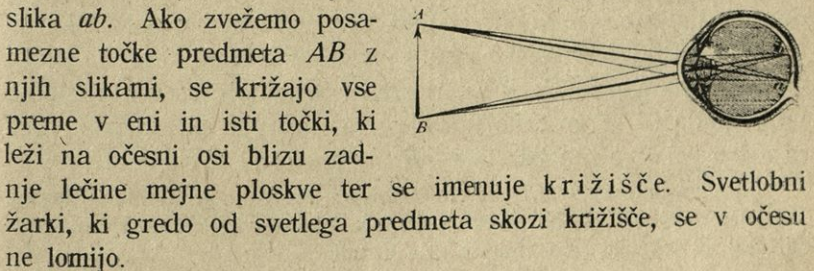 slika ab. Ako zvežemo posa-
mezne točke predmeta AB z
njih slikami, se križajo vse
preme v eni in isti točki, ki
leži na očesni osi blizu zad-
nje lečine mejne ploskve ter se imenuje križišče. Svetlobni
žarki, ki gredo od svetlega predmeta skozi križišče, se v očesu
ne lomijo.
A
B